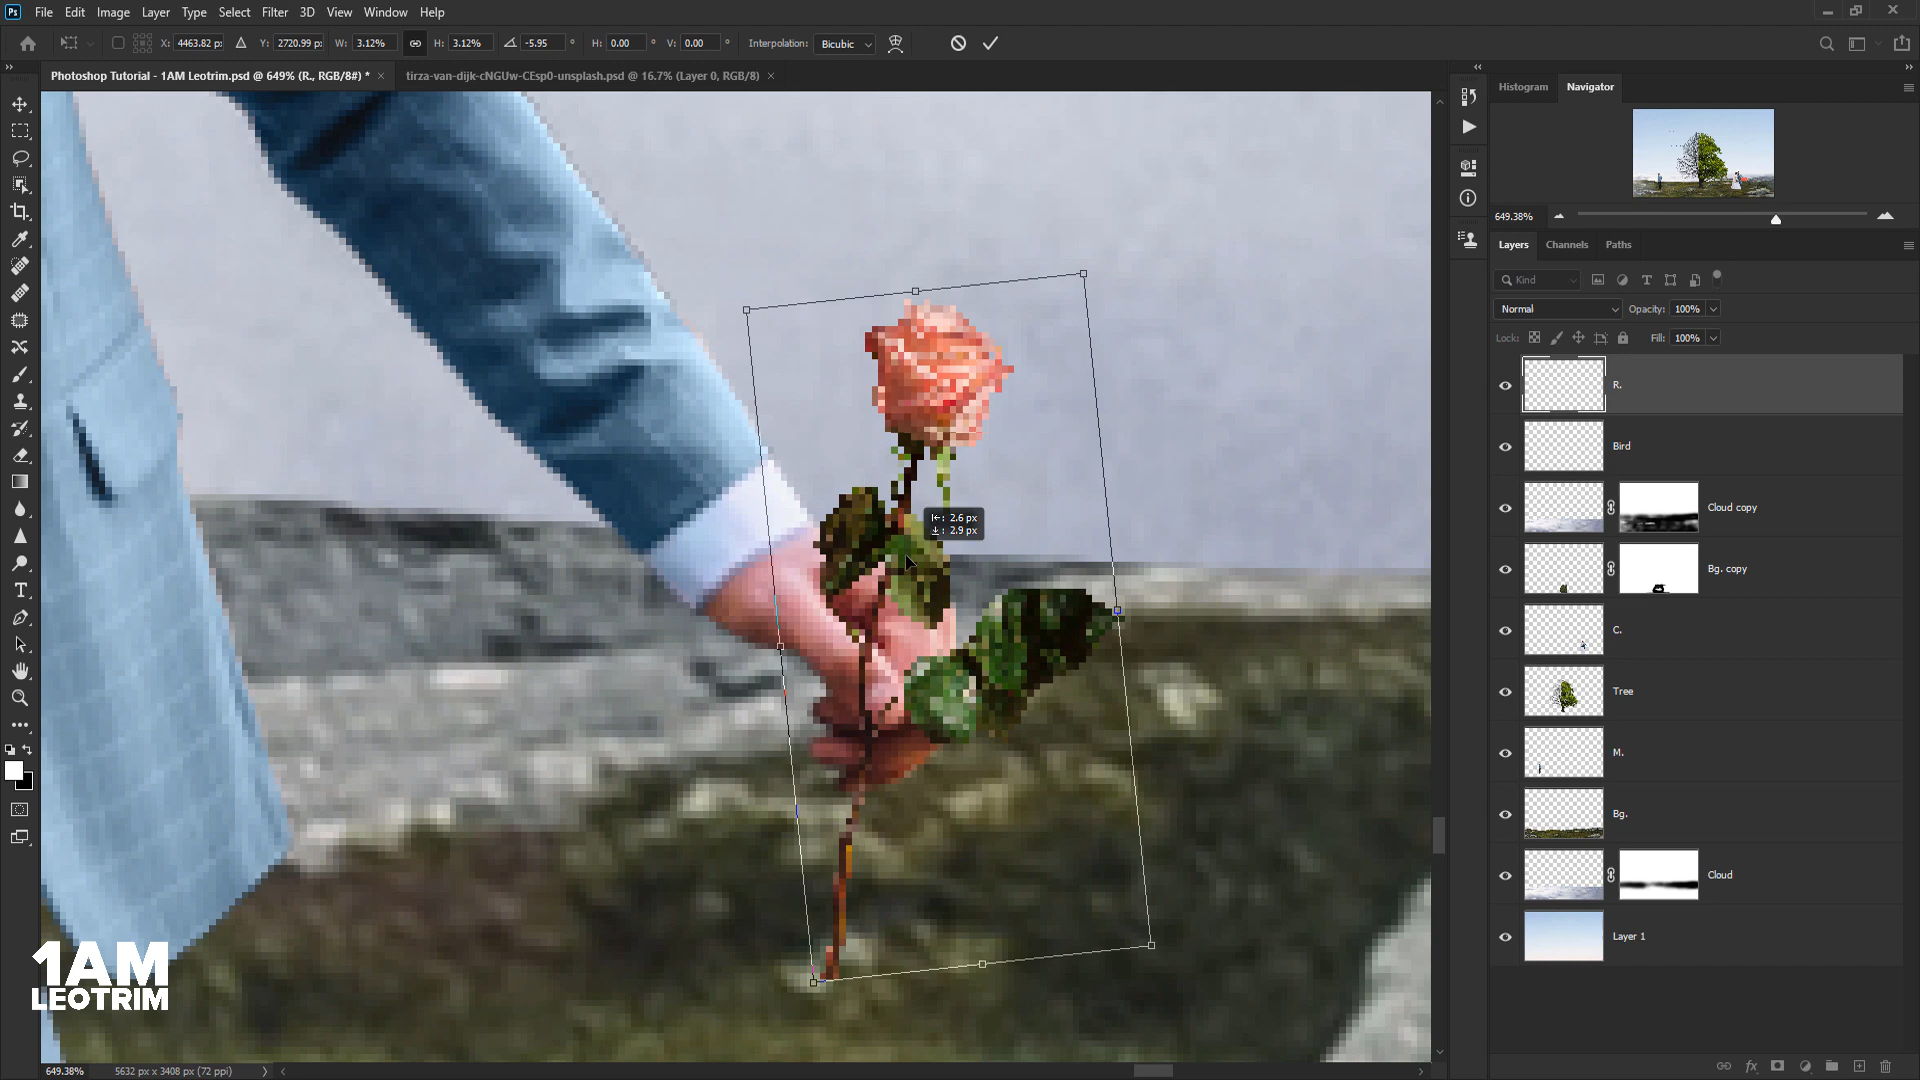 Ps File Edit Image Layer Type Select Filter 3D View Window Help
X: 4463.82 px Y: 2720.99 px W: 3.12% H: 3.12% -5.95 ° H: 0.00 ° V: 0.00 ° Interpolation: Bicubic
Photoshop Tutorial - 1AM Leotrim.psd @ 649% (R., RGB/8#) * × tirza-van-dijk-cNGUw-CEsp0-unsplash.psd @ 16.7% (Layer 0, RGB/8) ×
Histogram Navigator
649.38%
Layers Channels Paths
Kind
Normal Opacity: 100%
Lock: Fill: 100%
R.
Bird
Cloud copy
Bg. copy
C.
Tree
M.
Bg.
Cloud
Layer 1
2.6 px
2.9 px
1AM
LEOTRIM
649.38% 5632 px x 3408 px (72 ppi)